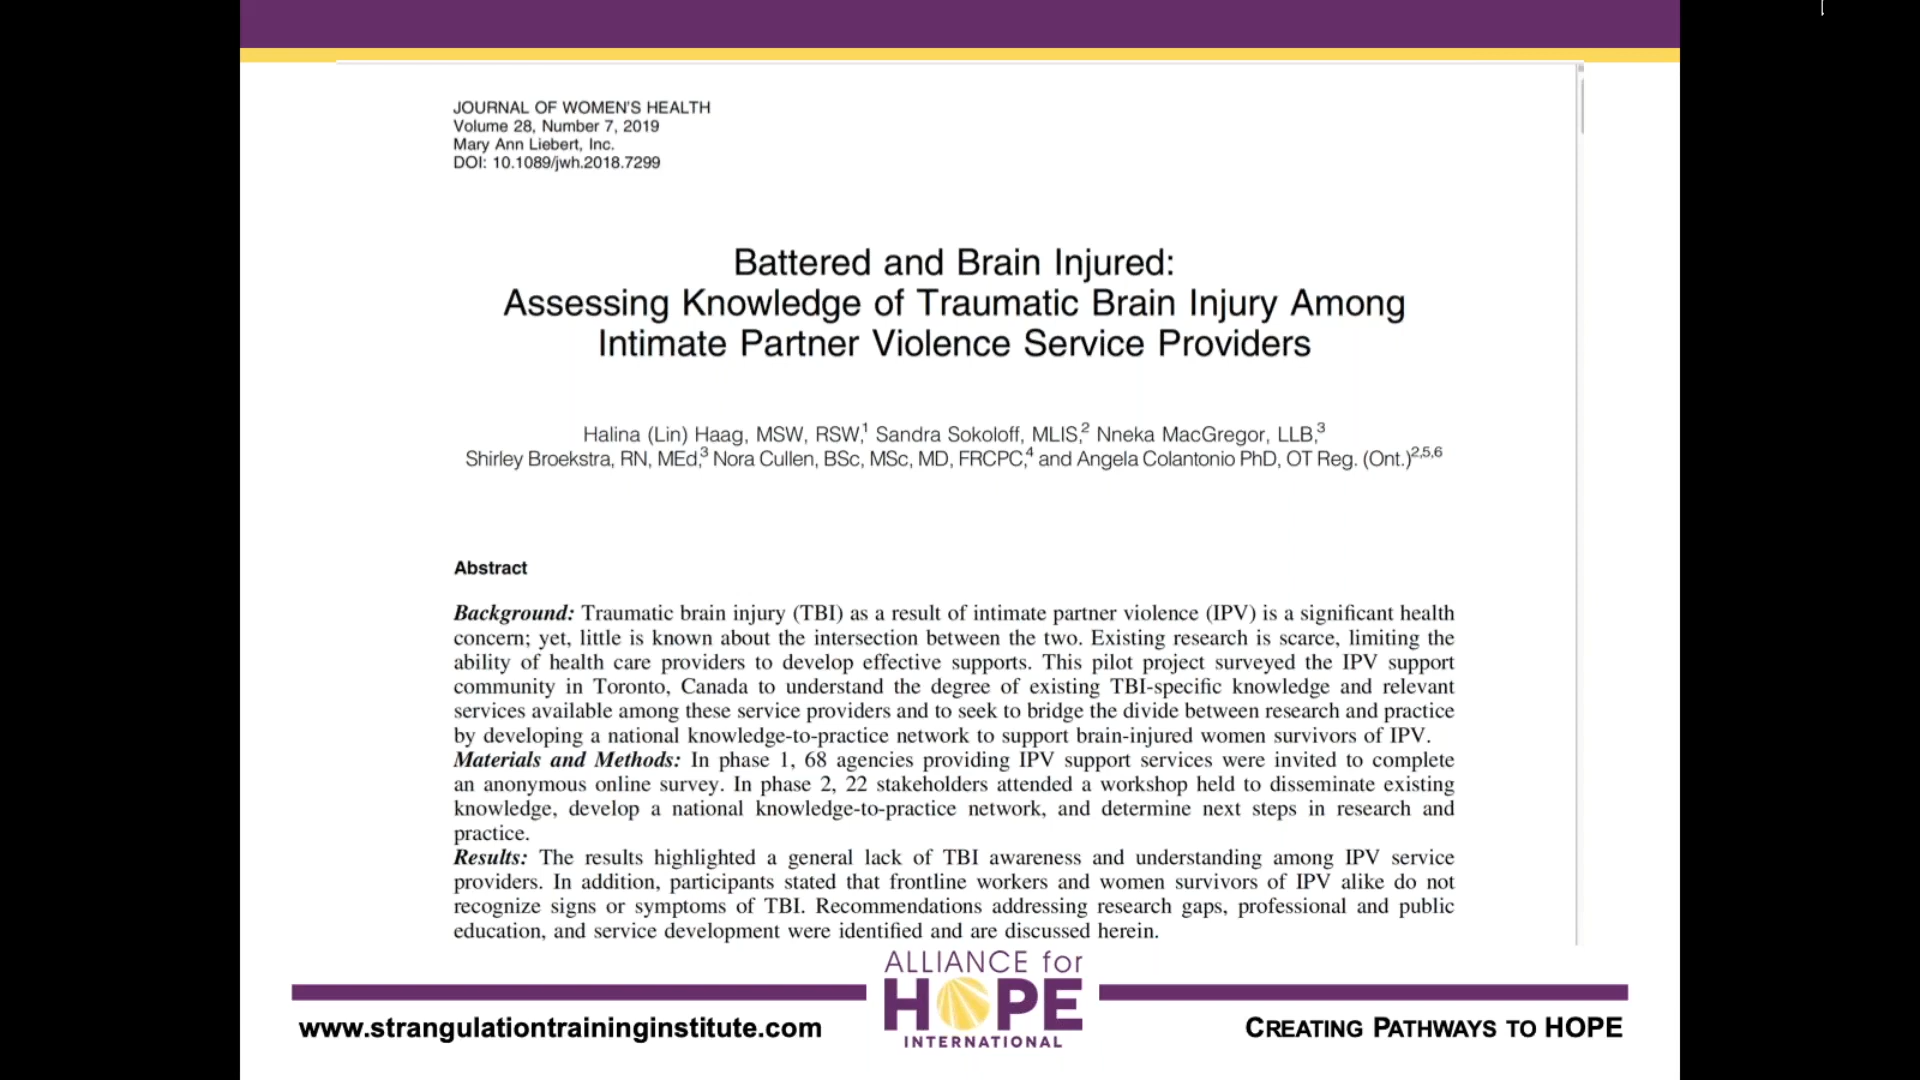 JOURNAL OF WOMEN'S HEALTH
Volume 28, Number 7, 2019
Mary Ann Liebert, Inc.
DOI: 10.1089/jwh.2018.7299
Battered and Brain Injured:
Assessing Knowledge of Traumatic Brain Injury Among
Intimate Partner Violence Service Providers
Halina (Lin) Haag, MSW, RSW,1 Sandra Sokoloff, MLIS,2 Nneka MacGregor, LLB,3
Shirley Broekstra, RN, MEd,3 Nora Cullen, BSc, MSc, MD, FRCPC,4 and Angela Colantonio PhD, OT Reg. (Ont.)2,5,6
Abstract
Background: Traumatic brain injury (TBI) as a result of intimate partner violence (IPV) is a significant health
concern; yet, little is known about the intersection between the two. Existing research is scarce, limiting the
ability of health care providers to develop effective supports. This pilot project surveyed the IPV support
community in Toronto, Canada to understand the degree of existing TBI-specific knowledge and relevant
services available among these service providers and to seek to bridge the divide between research and practice
by developing a national knowledge-to-practice network to support brain-injured women survivors of IPV.
Materials and Methods: In phase 1, 68 agencies providing IPV support services were invited to complete
an anonymous online survey. In phase 2, 22 stakeholders attended a workshop held to disseminate existing
knowledge, develop a national knowledge-to-practice network, and determine next steps in research and
practice.
Results: The results highlighted a general lack of TBI awareness and understanding among IPV service
providers. In addition, participants stated that frontline workers and women survivors of IPV alike do not
recognize signs or symptoms of TBI. Recommendations addressing research gaps, professional and public
education, and service development were identified and are discussed herein.
ALLIANCE for
HOPE
INTERNATIONAL
www.strangulationtraininginstitute.com
CREATING PATHWAYS TO HOPE